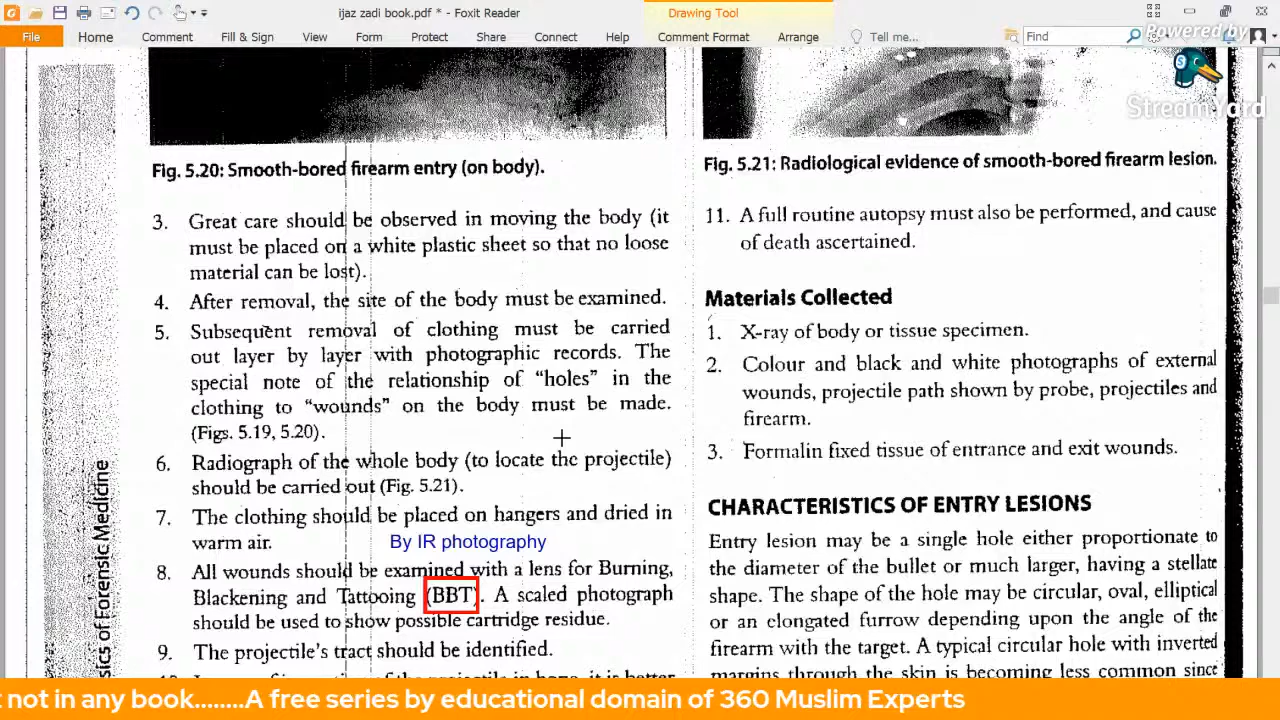 ijaz zadi book.pdf * - Foxit Reader
Drawing Tool
File
Home
Comment
Fill & Sign
View
Form
Protect
Share
Connect
Help
Comment Format
Arrange
Tell me...
Find
Powered by
StreamYard
Fig. 5.20: Smooth-bored firearm entry (on body).
3. Great care should be observed in moving the body (it
must be placed on a white plastic sheet so that no loose
material can be lost).
4. After removal, the site of the body must be examined.
5. Subsequent removal of clothing must be carried
out layer by layer with photographic records. The
special note of the relationship of “holes” in the
clothing to “wounds” on the body must be made.
(Figs. 5.19, 5.20).
6. Radiograph of the whole body (to locate the projectile)
should be carried out (Fig. 5.21).
7. The clothing should be placed on hangers and dried in
warm air.
By IR photography
8. All wounds should be examined with a lens for Burning,
Blackening and Tattooing (BBT). A scaled photograph
should be used to show possible cartridge residue.
9. The projectile's tract should be identified.
Fig. 5.21: Radiological evidence of smooth-bored firearm lesion.
11. A full routine autopsy must also be performed, and cause
of death ascertained.
Materials Collected
1. X-ray of body or tissue specimen.
2. Colour and black and white photographs of external
wounds, projectile path shown by probe, projectiles and
firearm.
3. Formalin fixed tissue of entrance and exit wounds.
CHARACTERISTICS OF ENTRY LESIONS
Entry lesion may be a single hole either proportionate to
the diameter of the bullet or much larger, having a stellate
shape. The shape of the hole may be circular, oval, elliptical
or an elongated furrow depending upon the angle of the
firearm with the target. A typical circular hole with inverted
margins through the skin is becoming less common since
sics of Forensic Medicine
t not in any book........A free series by educational domain of 360 Muslim Experts